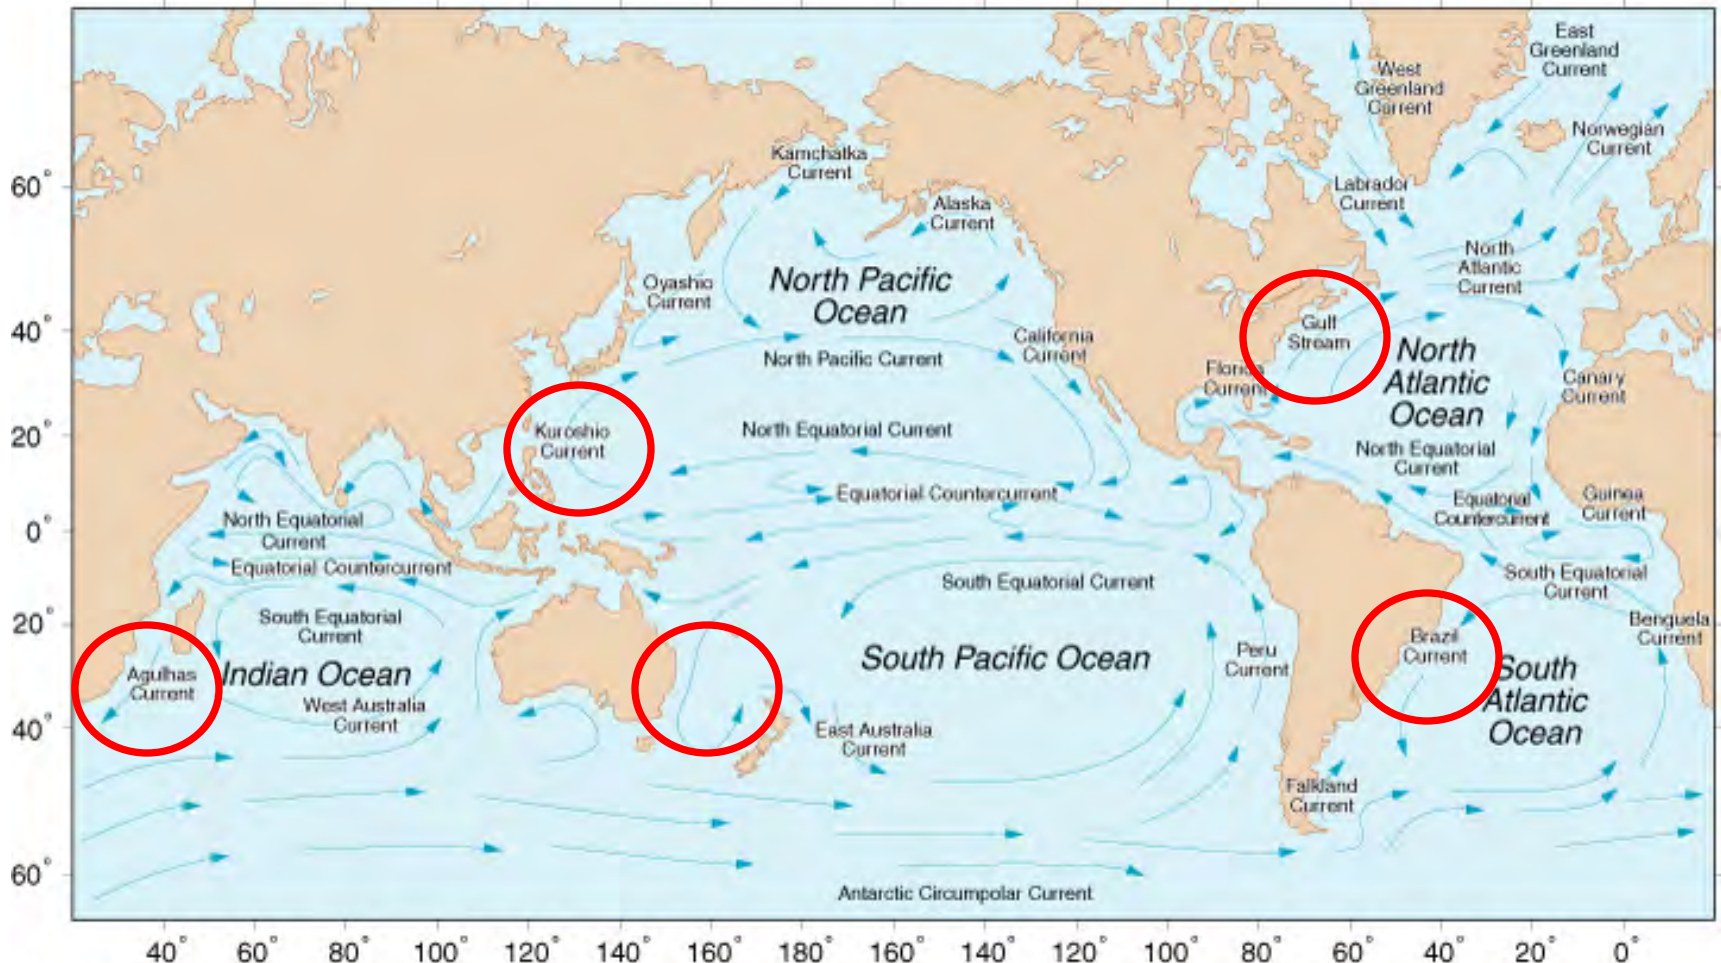 East
Greenland
Current
West
Greenland
Current
Norwegian
Current
Kamchatka
Current
60°
Labrador
Current
Alaska
Current
North
Atlantic
Current
Oyashio
Current
North Pacific
Ocean
Gulf
Stream
40°
California
Current
North Pacific Current
North
Atlantic
Ocean
Florida
Current
Canary
Current
20°
Kuroshio
Current
North Equatorial Current
North Equatorial
Current
Equatorial Countercurrent
Equatorial
Countercurrent
Guinea
Current
0°
North Equatorial
Current
Equatorial Countercurrent
South Equatorial Current
South Equatorial
Current
20°
South Equatorial
Current
Benguela
Current
Brazil
Current
Peru
Current
South Pacific Ocean
Indian Ocean
Agulhas
Current
South
Atlantic
Ocean
West Australia
Current
40°
East Australia
Current
Falkland
Current
60°
Antarctic Circumpolar Current
40° 60° 80° 100° 120° 140° 160° 180° 160° 140° 120° 100° 80° 60° 40° 20° 0°